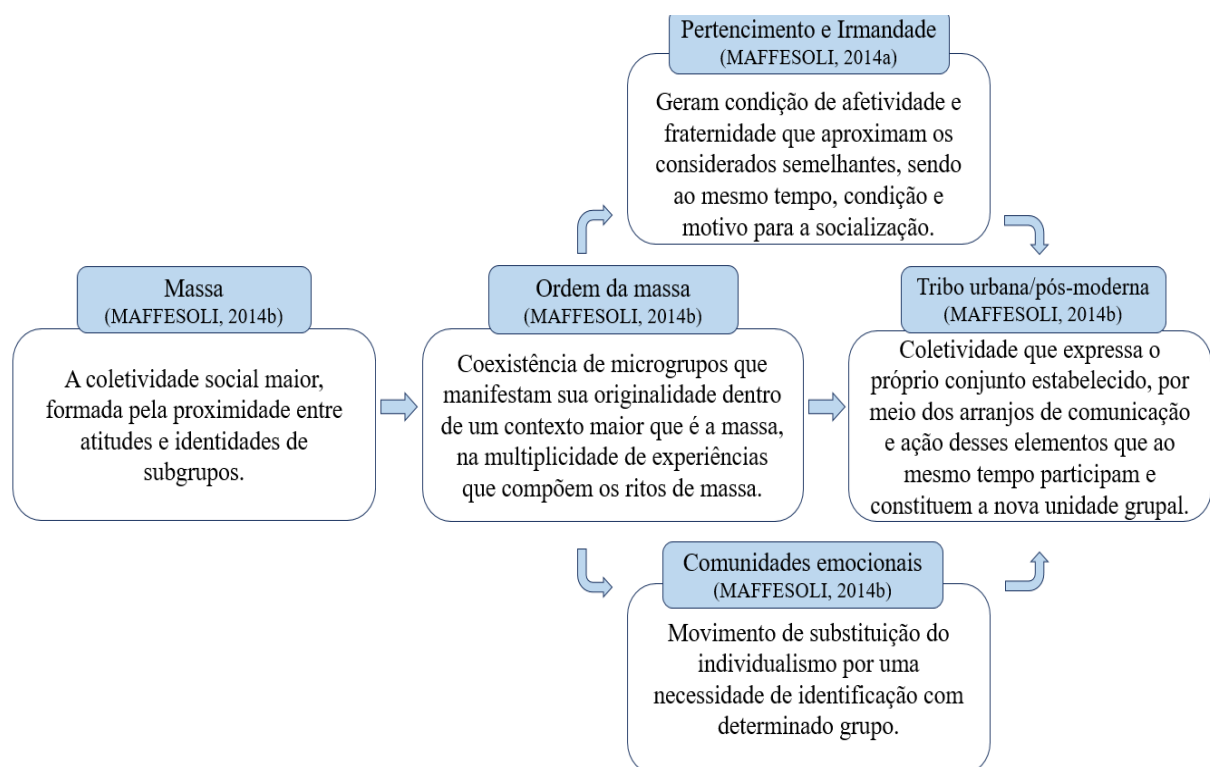 Pertencimento e Irmandade
(MAFFESOLI, 2014a)
Geram condição de afetividade e
fraternidade que aproximam os
considerados semelhantes, sendo
ao mesmo tempo, condição e
motivo para a socialização.
Massa
(MAFFESOLI, 2014b)
A coletividade social maior,
formada pela proximidade entre
atitudes e identidades de
subgrupos.
Ordem da massa
(MAFFESOLI, 2014b)
Coexistência de microgrupos que
manifestam sua originalidade dentro
de um contexto maior que é a massa,
na multiplicidade de experiências
que compõem os ritos de massa.
Tribo urbana/pós-moderna
(MAFFESOLI, 2014b)
Coletividade que expressa o
próprio conjunto estabelecido, por
meio dos arranjos de comunicação
e ação desses elementos que ao
mesmo tempo participam e
constituem a nova unidade grupal.
Comunidades emocionais
(MAFFESOLI, 2014b)
Movimento de substituição do
individualismo por uma
necessidade de identificação com
determinado grupo.